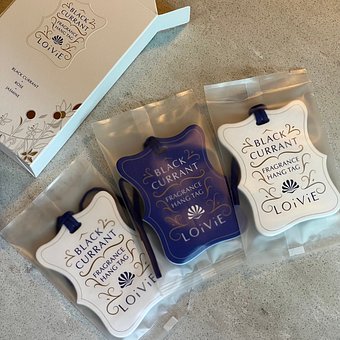 BLACK
CURRANT
FRAGRANCE
HANG TAG
LOiViE
BLACK CURRANT
ROSE
JASMINE
BLACK
CURRANT
FRAGRANCE
HANG TAG
LOiViE
BLACK
CURRANT
FRAGRANCE
HANG TAG
LOiViE
BLACK
CURRANT
FRAGRANCE
HANG TAG
LOiViE